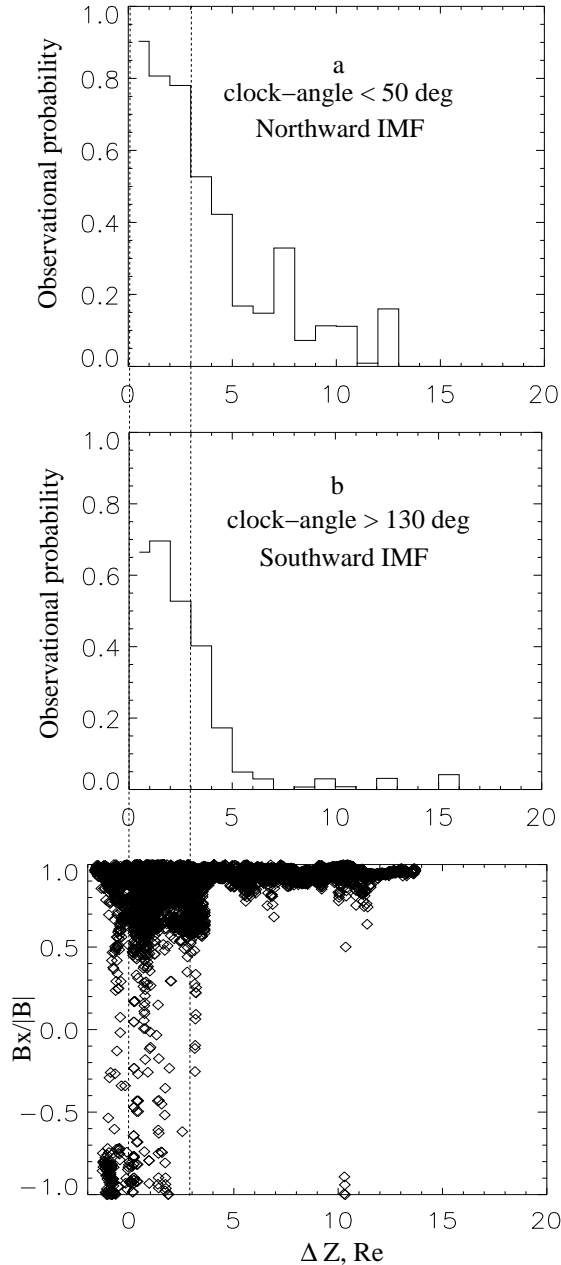 1.0
0.8
0.6
0.4
0.2
0.0
Observational probability
a
clock−angle < 50 deg
Northward IMF
0 5 10 15 20
1.0
0.8
0.6
0.4
0.2
0.0
Observational probability
b
clock−angle > 130 deg
Southward IMF
0 5 10 15 20
1.0
0.5
0.0
−0.5
−1.0
Bx/|B|
0 5 10 15 20
Δ Z, Re